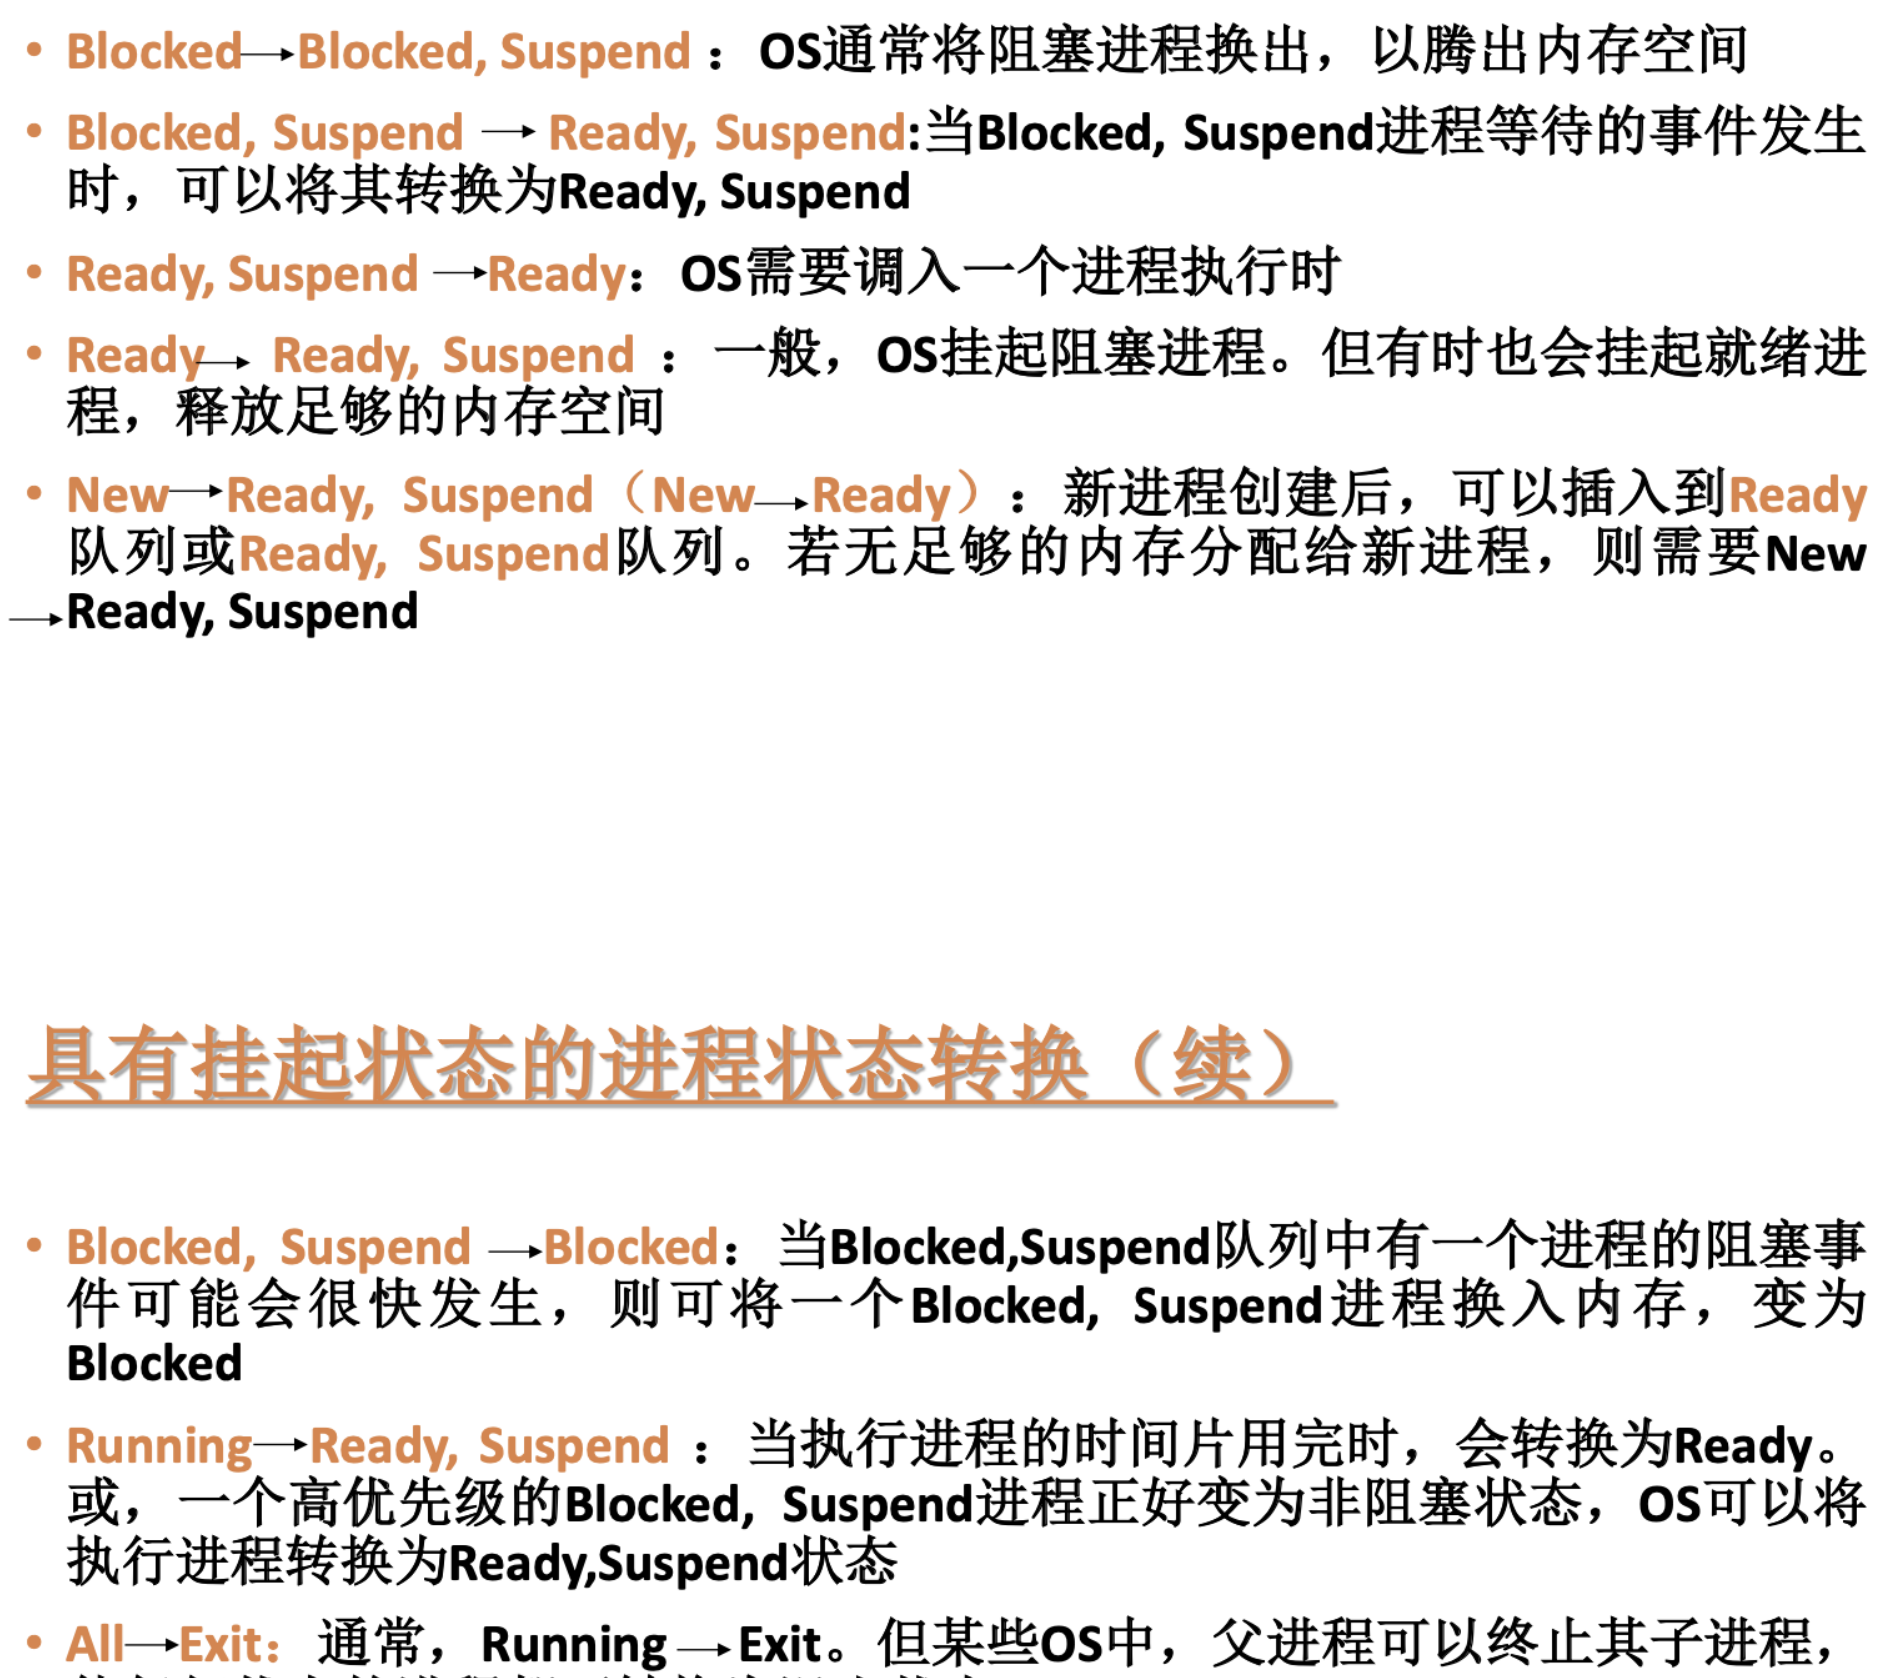 • Blocked→Blocked, Suspend ： OS通常将阻塞进程换出，以腾出内存空间
• Blocked, Suspend → Ready, Suspend:当Blocked, Suspend进程等待的事件发生
时，可以将其转换为Ready, Suspend
• Ready, Suspend →Ready： OS需要调入一个进程执行时
• Ready→ Ready, Suspend ：一般，OS挂起阻塞进程。但有时也会挂起就绪进
程，释放足够的内存空间
• New→Ready, Suspend（New→Ready）：新进程创建后，可以插入到Ready
队列或Ready, Suspend队列。若无足够的内存分配给新进程，则需要New
→Ready, Suspend
具有挂起状态的进程状态转换（续）
• Blocked, Suspend →Blocked：当Blocked,Suspend队列中有一个进程的阻塞事
件可能会很快发生，则可将一个Blocked, Suspend进程换入内存，变为
Blocked
• Running→Ready, Suspend ：当执行进程的时间片用完时，会转换为Ready。
或，一个高优先级的Blocked, Suspend进程正好变为非阻塞状态，OS可以将
执行进程转换为Ready,Suspend状态
• All→Exit：通常，Running→Exit。但某些OS中，父进程可以终止其子进程，